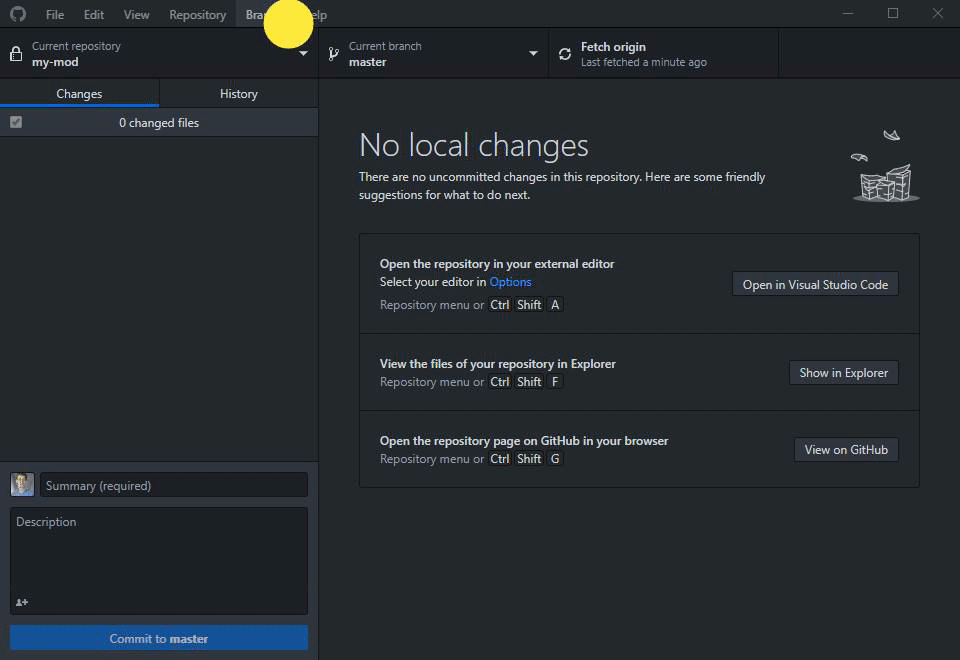 File Edit View Repository
Current repository
my-mod
Current branch
master
Fetch origin
Last fetched a minute ago
Changes
History
0 changed files
No local changes
There are no uncommitted changes in this repository. Here are some friendly
suggestions for what to do next.
Open the repository in your external editor
Select your editor in Options
Repository menu or Ctrl Shift A
Open in Visual Studio Code
View the files of your repository in Explorer
Repository menu or Ctrl Shift F
Show in Explorer
Open the repository page on GitHub in your browser
Repository menu or Ctrl Shift G
View on GitHub
Summary (required)
Description
Commit to master